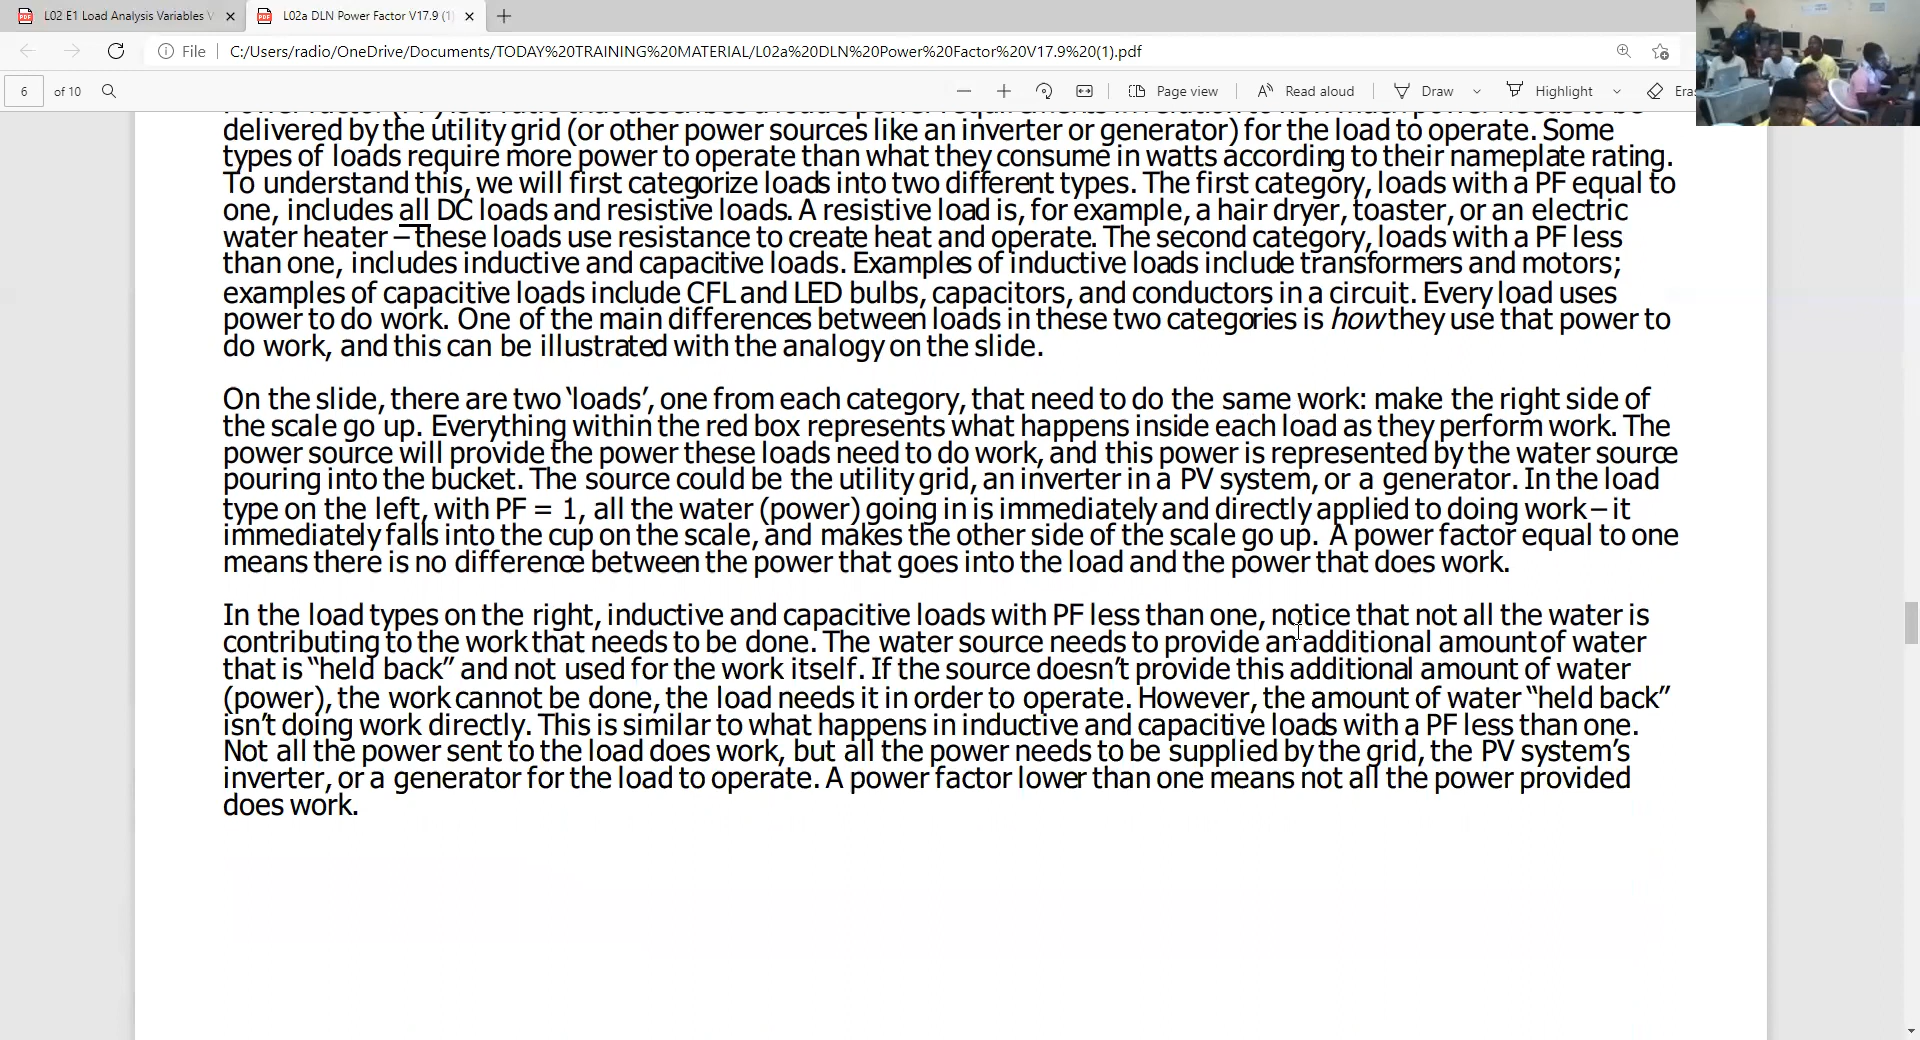 L02 E1 Load Analysis Variables V
L02a DLN Power Factor V17.9 (1)
File
C:/Users/radio/OneDrive/Documents/TODAY%20TRAINING%20MATERIAL/L02a%20DLN%20Power%20Factor%20V17.9%20(1).pdf
6 of 10
Page view
Read aloud
Draw
Highlight
Eras
delivered by the utility grid (or other power sources like an inverter or generator) for the load to operate. Some
types of loads require more power to operate than what they consume in watts according to their nameplate rating.
To understand this, we will first categorize loads into two different types. The first category, loads with a PF equal to
one, includes all DC loads and resistive loads. A resistive load is, for example, a hair dryer, toaster, or an electric
water heater – these loads use resistance to create heat and operate. The second category, loads with a PF less
than one, includes inductive and capacitive loads. Examples of inductive loads include transformers and motors;
examples of capacitive loads include CFL and LED bulbs, capacitors, and conductors in a circuit. Every load uses
power to do work. One of the main differences between loads in these two categories is how they use that power to
do work, and this can be illustrated with the analogy on the slide.
On the slide, there are two ‘loads’, one from each category, that need to do the same work: make the right side of
the scale go up. Everything within the red box represents what happens inside each load as they perform work. The
power source will provide the power these loads need to do work, and this power is represented by the water source
pouring into the bucket. The source could be the utility grid, an inverter in a PV system, or a generator. In the load
type on the left, with PF = 1, all the water (power) going in is immediately and directly applied to doing work – it
immediately falls into the cup on the scale, and makes the other side of the scale go up. A power factor equal to one
means there is no difference between the power that goes into the load and the power that does work.
In the load types on the right, inductive and capacitive loads with PF less than one, notice that not all the water is
contributing to the work that needs to be done. The water source needs to provide an additional amount of water
that is “held back” and not used for the work itself. If the source doesn’t provide this additional amount of water
(power), the work cannot be done, the load needs it in order to operate. However, the amount of water “held back”
isn’t doing work directly. This is similar to what happens in inductive and capacitive loads with a PF less than one.
Not all the power sent to the load does work, but all the power needs to be supplied by the grid, the PV system’s
inverter, or a generator for the load to operate. A power factor lower than one means not all the power provided
does work.